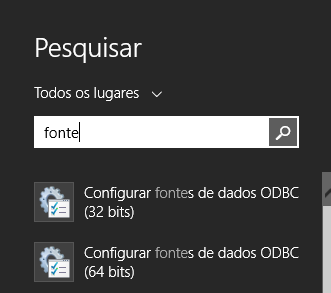 Pesquisar
Todos os lugares
fonte
Configurar fontes de dados ODBC
(32 bits)
Configurar fontes de dados ODBC
(64 bits)